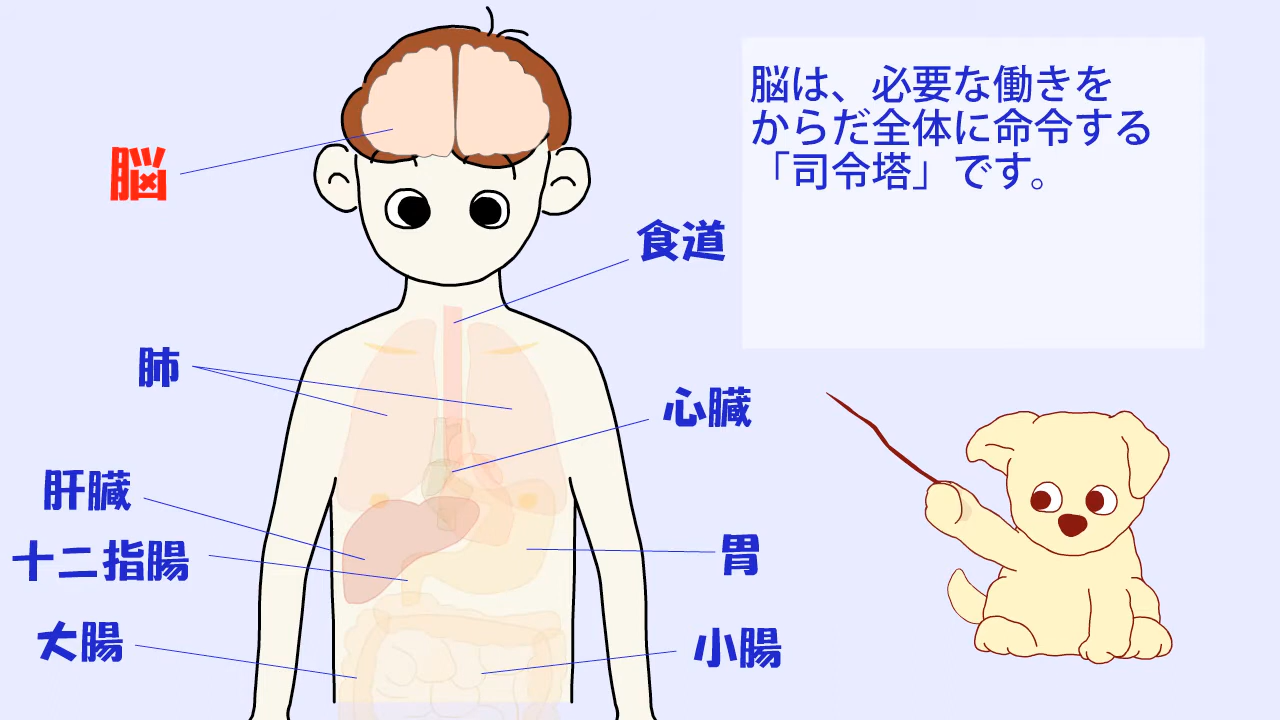 脳は、必要な働きを
からだ全体に命令する
「司令塔」です。
脳
食道
肺
心臓
肝臓
十二指腸
胃
大腸
小腸